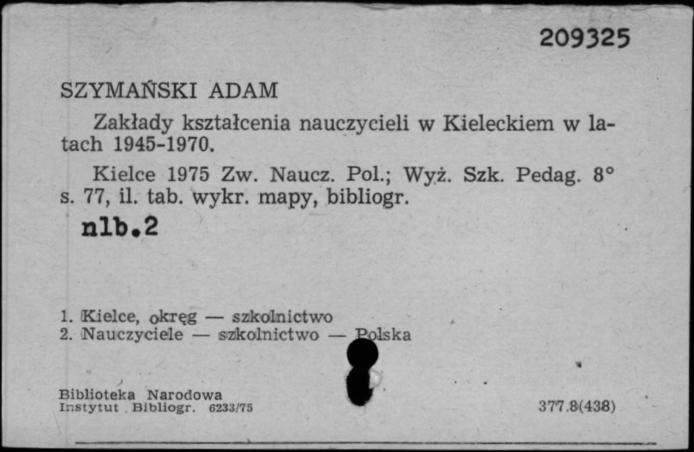 209325
SZYMAŃSKI ADAM
Zakłady kształcenia nauczycieli w Kieleckiem w la-
tach 1945-1970.
Kielce 1975 Zw. Naucz. Pol.; Wyż. Szk. Pedag. 8°
s. 77, il. tab. wykr. mapy, bibliogr.
nlb.2
1. Kielce, okręg — szkolnictwo
2. Nauczyciele — szkolnictwo — Polska
Biblioteka Narodowa
Instytut Bibliogr. 6233/75
377.8(438)